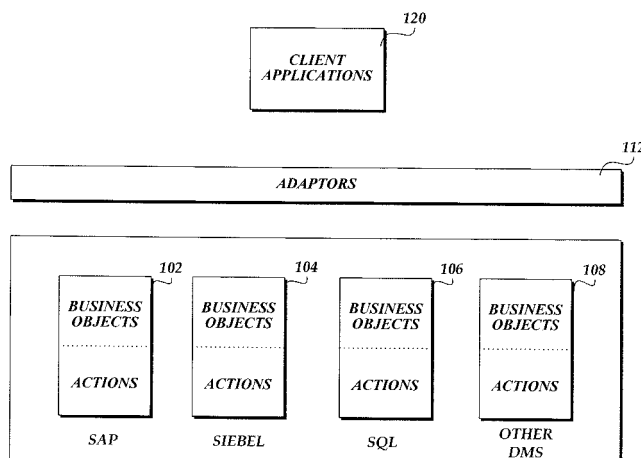 120
CLIENT
APPLICATIONS
112
ADAPTORS
102
104
106
108
BUSINESS
OBJECTS
BUSINESS
OBJECTS
BUSINESS
OBJECTS
BUSINESS
OBJECTS
ACTIONS
ACTIONS
ACTIONS
ACTIONS
SAP
SIEBEL
SQL
OTHER
DMS